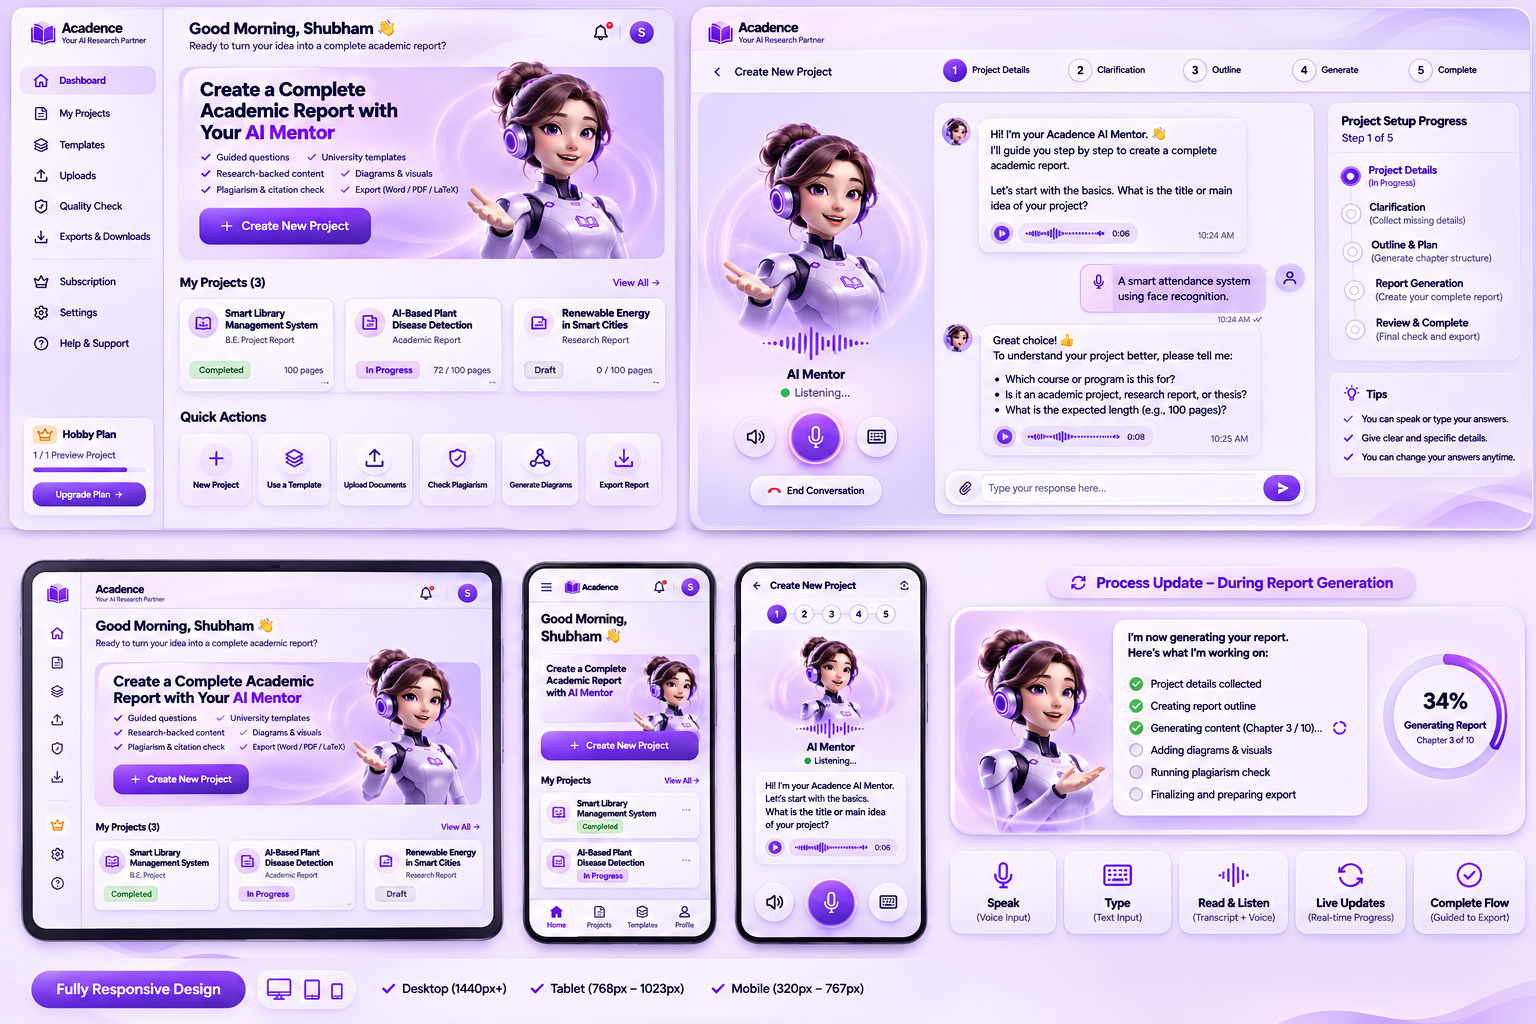 Acadence
Your AI Research Partner
Dashboard
My Projects
Templates
Uploads
Quality Check
Exports & Downloads
Subscription
Settings
Help & Support
Hobby Plan
1 / 1 Preview Project
Upgrade Plan →
Good Morning, Shubham 👋
Ready to turn your idea into a complete academic report?
S
Create a Complete
Academic Report with
Your AI Mentor
Guided questions
University templates
Research-backed content
Diagrams & visuals
Plagiarism & citation check
Export (Word / PDF / LaTeX)
+ Create New Project
My Projects (3)
View All →
Smart Library
Management System
B.E. Project Report
Completed
100 pages
AI-Based Plant
Disease Detection
Academic Report
In Progress
72 / 100 pages
Renewable Energy
in Smart Cities
Research Report
Draft
0 / 100 pages
Quick Actions
New Project
Use a Template
Upload Documents
Check Plagiarism
Generate Diagrams
Export Report
Acadence
Your AI Research Partner
Create New Project
1 Project Details
2 Clarification
3 Outline
4 Generate
5 Complete
AI Mentor
Listening...
End Conversation
Hi! I'm your Acadence AI Mentor. 👋
I'll guide you step by step to create a complete
academic report.
Let's start with the basics. What is the title or main
idea of your project?
0:06
10:24 AM
A smart attendance system
using face recognition.
10:24 AM
Great choice! 👍
To understand your project better, please tell me:
• Which course or program is this for?
• Is it an academic project, research report, or thesis?
• What is the expected length (e.g., 100 pages)?
0:08
10:25 AM
Type your response here...
Project Setup Progress
Step 1 of 5
Project Details
(In Progress)
Clarification
(Collect missing details)
Outline & Plan
(Generate chapter structure)
Report Generation
(Create your complete report)
Review & Complete
(Final check and export)
Tips
You can speak or type your answers.
Give clear and specific details.
You can change your answers anytime.
Acadence
Your AI Research Partner
S
Good Morning, Shubham 👋
Ready to turn your idea into a complete academic report?
Create a Complete Academic
Report with Your AI Mentor
Guided questions
University templates
Research-backed content
Diagrams & visuals
Plagiarism & citation check
Export (Word / PDF / LaTeX)
+ Create New Project
My Projects (3)
View All →
Smart Library
Management System
B.E. Project
Completed
AI-Based Plant
Disease Detection
Academic Report
In Progress
Renewable Energy
in Smart Cities
Research Report
Draft
Acadence
S
Good Morning,
Shubham 👋
Create a Complete
Academic Report
with AI Mentor
+ Create New Project
My Projects
View All →
Smart Library
Management System
Completed
AI-Based Plant
Disease Detection
In Progress
Home
Projects
Templates
Profile
Create New Project
1 2 3 4 5
AI Mentor
Listening...
Hi! I'm your Acadence AI Mentor.
Let's start with the basics.
What is the title or main idea
of your project?
0:06
Process Update – During Report Generation
I'm now generating your report.
Here's what I'm working on:
Project details collected
Creating report outline
Generating content (Chapter 3 / 10)...
Adding diagrams & visuals
Running plagiarism check
Finalizing and preparing export
34%
Generating Report
Chapter 3 of 10
Speak
(Voice Input)
Type
(Text Input)
Read & Listen
(Transcript + Voice)
Live Updates
(Real-time Progress)
Complete Flow
(Guided to Export)
Fully Responsive Design
Desktop (1440px+)
Tablet (768px – 1023px)
Mobile (320px – 767px)